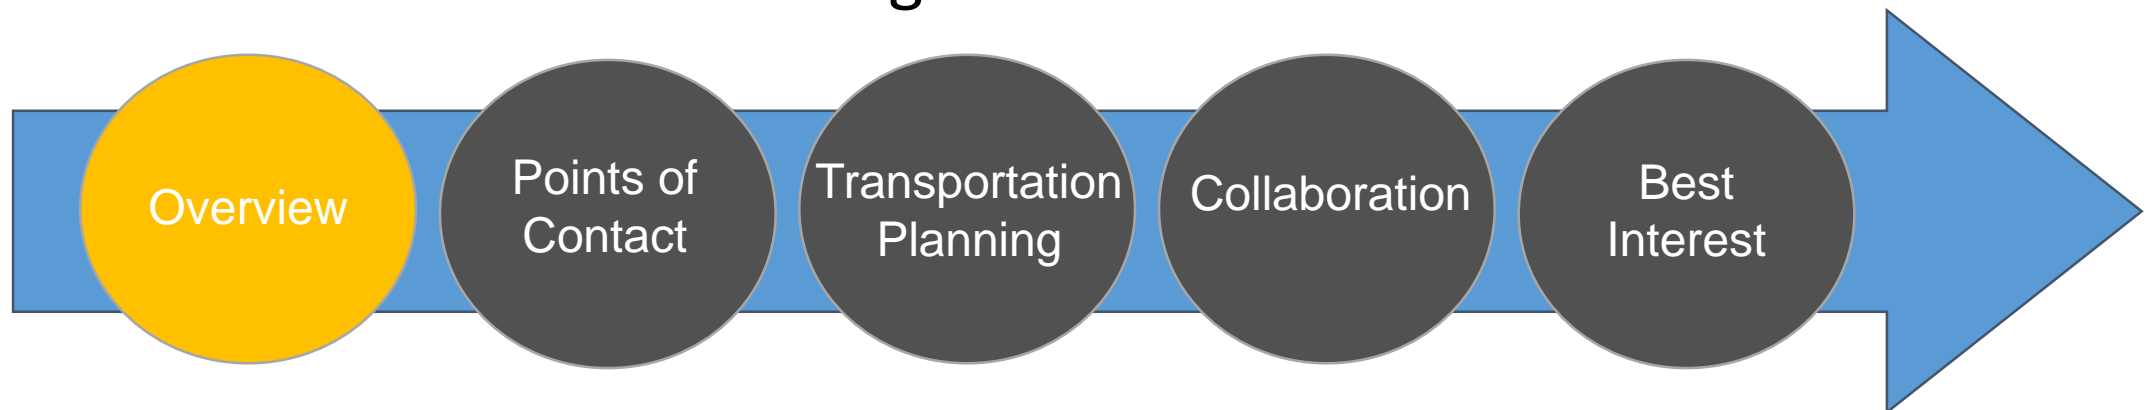 Overview
Points of
Contact
Transportation
Planning
Collaboration
Best
Interest